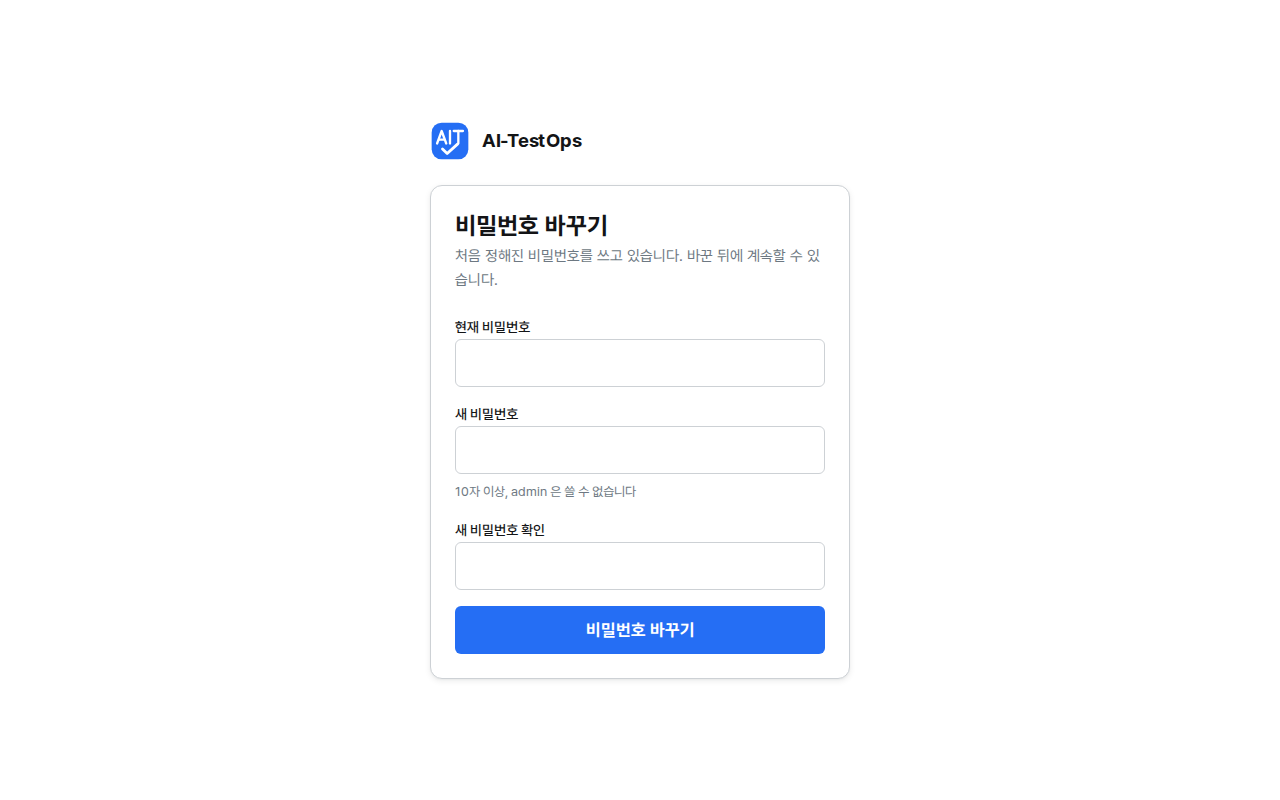 AIT
AI-TestOps
비밀번호 바꾸기
처음 정해진 비밀번호를 쓰고 있습니다. 바꾼 뒤에 계속할 수 있
습니다.
현재 비밀번호
새 비밀번호
10자 이상, admin 은 쓸 수 없습니다
새 비밀번호 확인
비밀번호 바꾸기